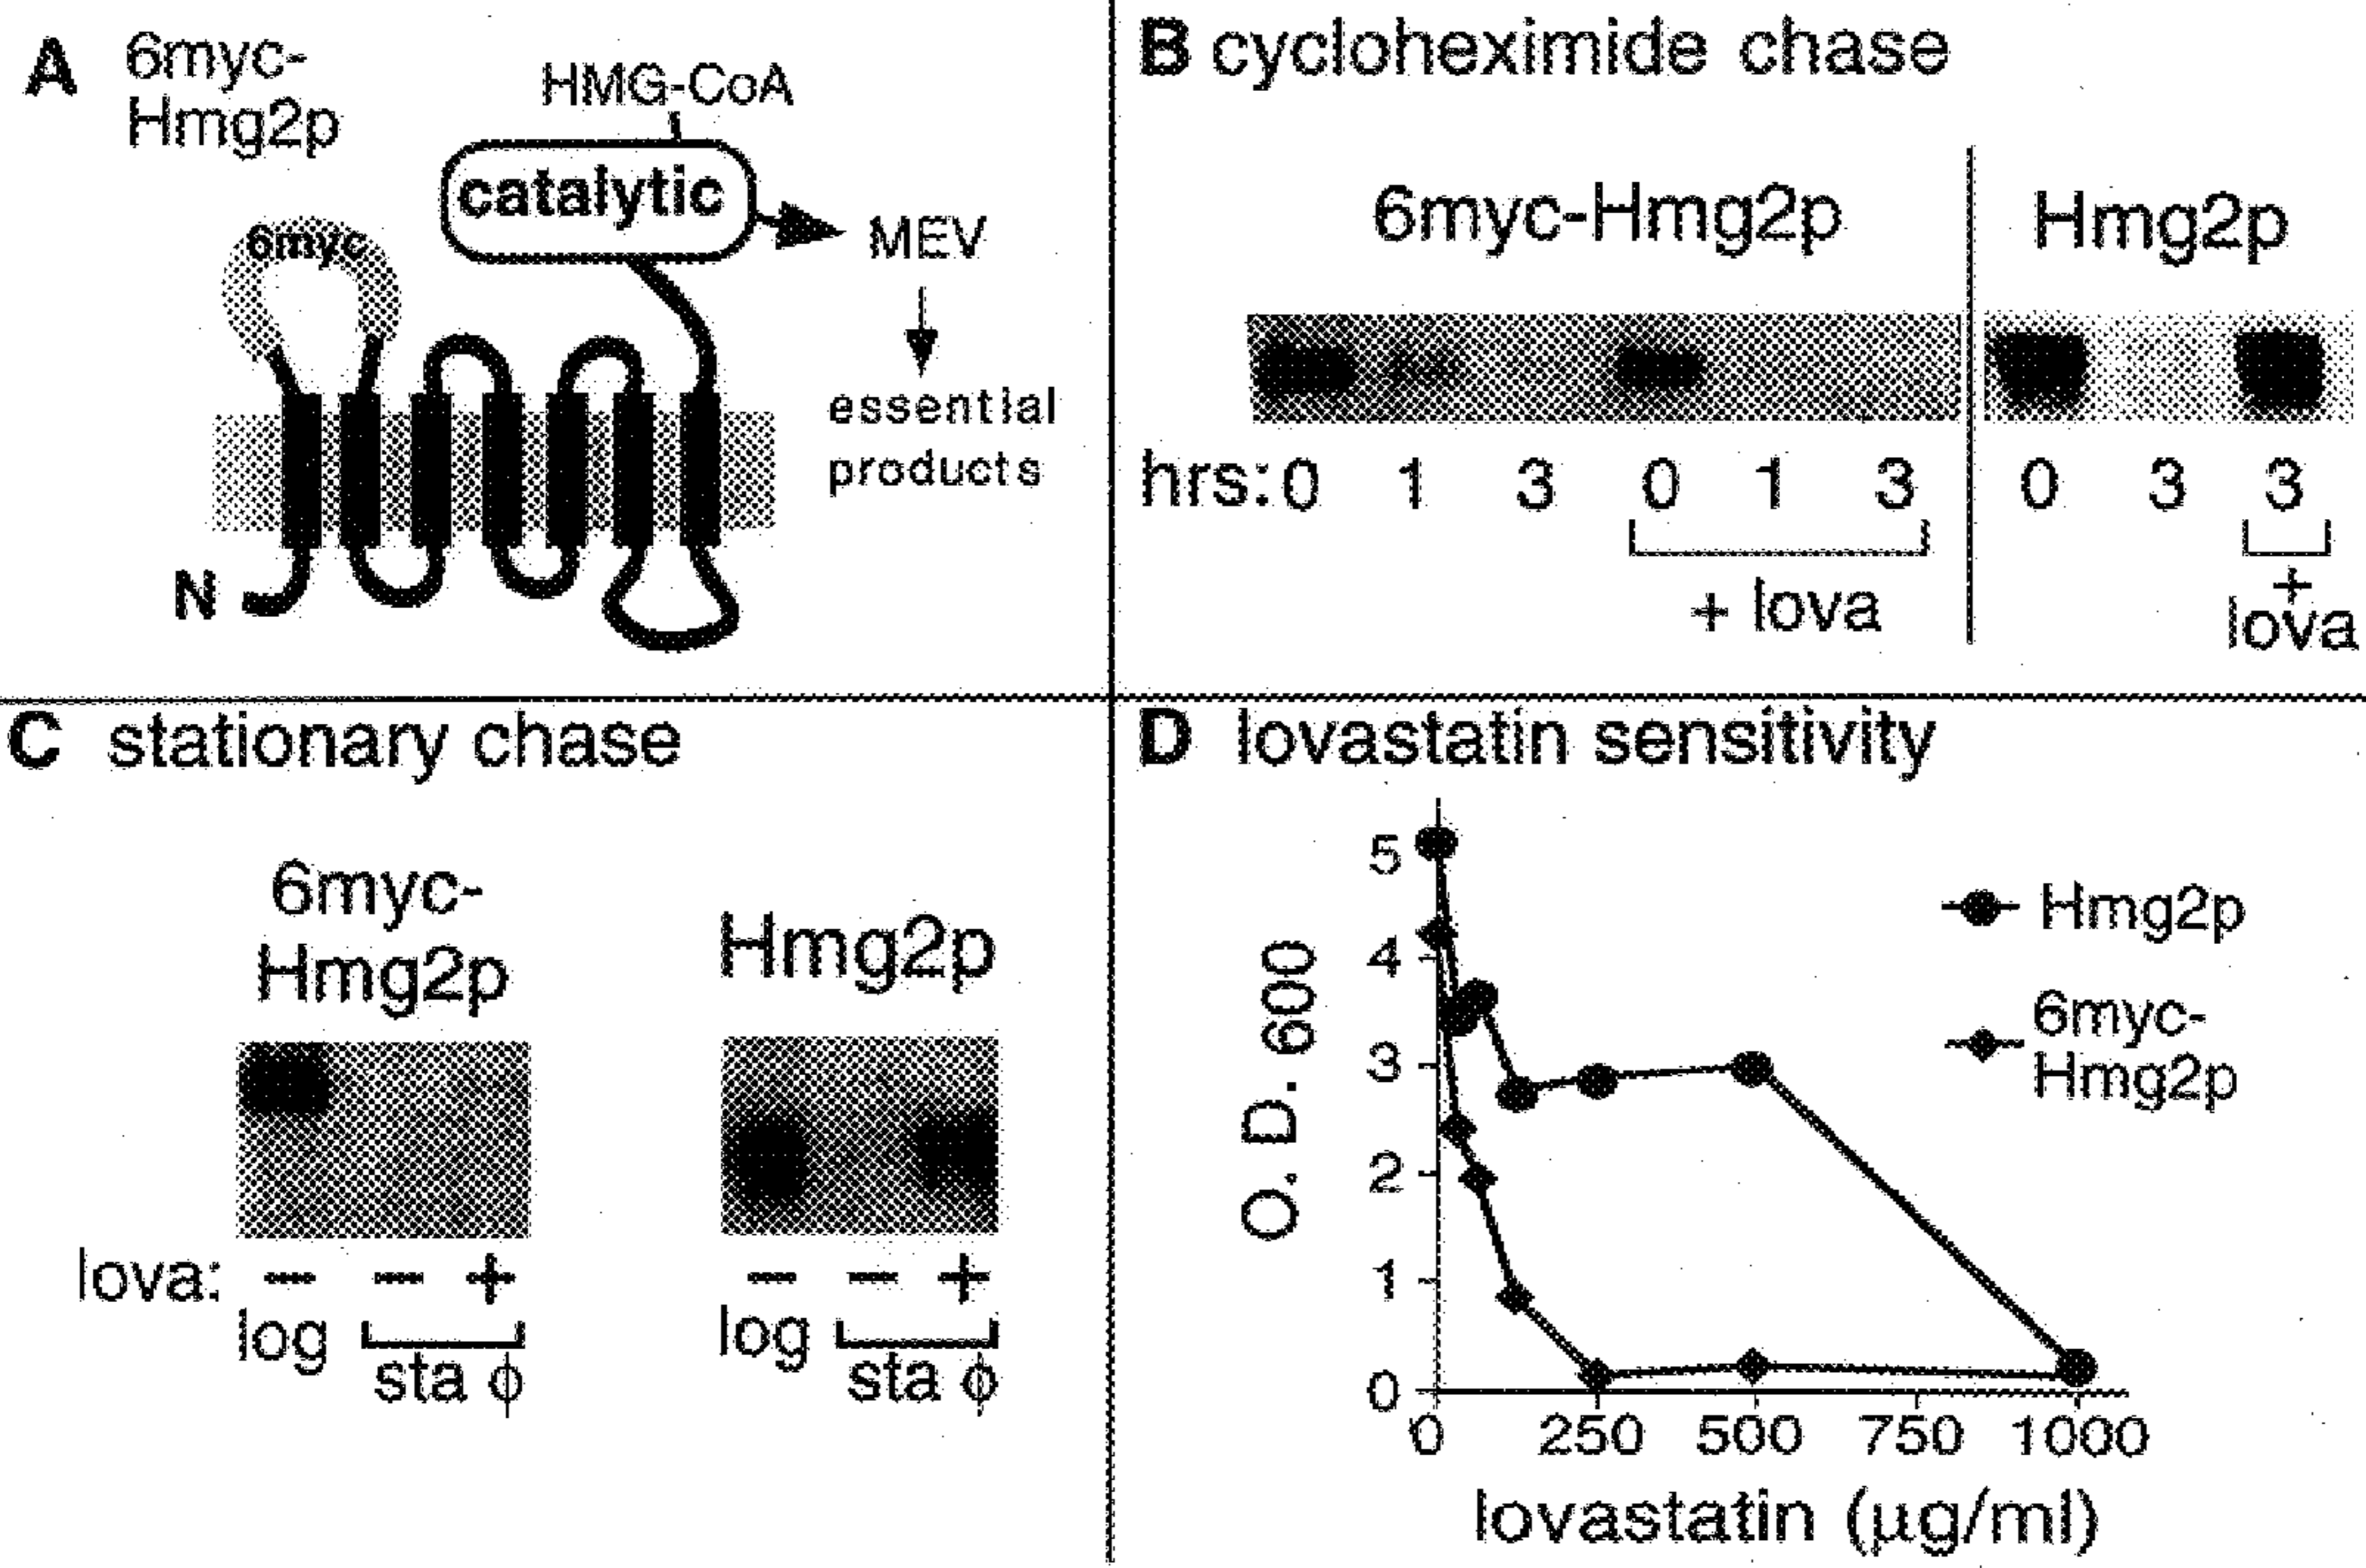 A 6myc-
Hmg2p
HMG-CoA
catalytic
6myc
MEV
essential
products
N
B cycloheximide chase
6myc-Hmg2p
Hmg2p
hrs: 0 1 3 0 1 3 0 3 3
+ lova
+
lova
C stationary chase
6myc-
Hmg2p
Hmg2p
lova: – – + – – +
log sta ϕ log sta ϕ
D lovastatin sensitivity
5
4
3
2
1
0
O. D. 600
Hmg2p
6myc-
Hmg2p
0 250 500 750 1000
lovastatin (μg/ml)